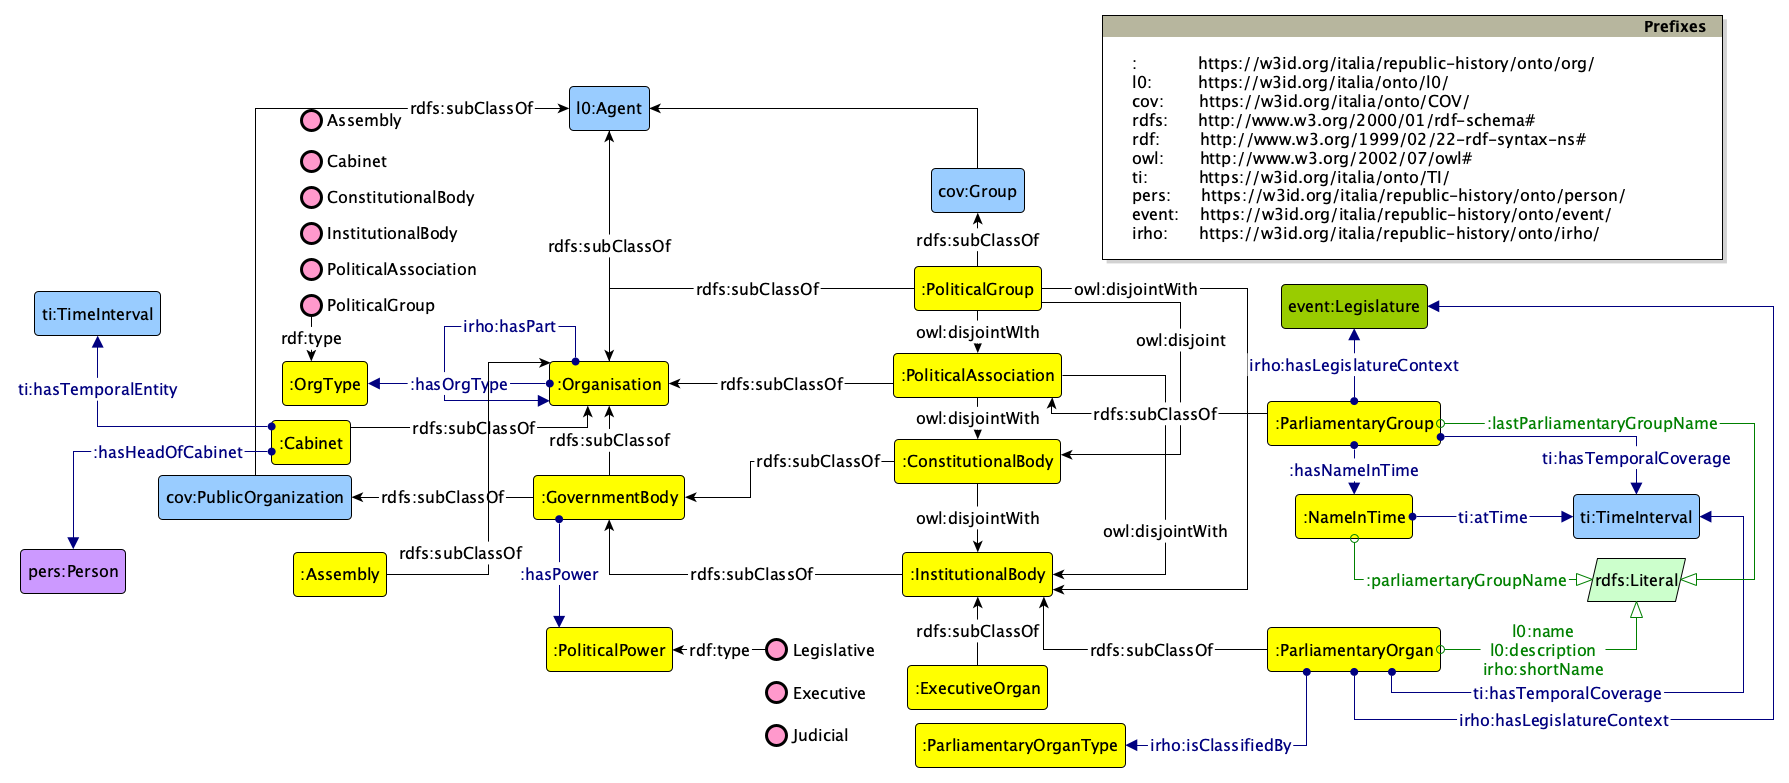 Prefixes
: https://w3id.org/italia/republic-history/onto/org/
l0: https://w3id.org/italia/onto/l0/
cov: https://w3id.org/italia/onto/COV/
rdfs: http://www.w3.org/2000/01/rdf-schema#
rdf: http://www.w3.org/1999/02/22-rdf-syntax-ns#
owl: http://www.w3.org/2002/07/owl#
ti: https://w3id.org/italia/onto/TI/
pers: https://w3id.org/italia/republic-history/onto/person/
event: https://w3id.org/italia/republic-history/onto/event/
irho: https://w3id.org/italia/republic-history/onto/irho/
rdfs:subClassOf
l0:Agent
Assembly
Cabinet
ConstitutionalBody
InstitutionalBody
PoliticalAssociation
PoliticalGroup
rdf:type
cov:Group
rdfs:subClassOf
rdfs:subClassOf
rdfs:subClassOf
:PoliticalGroup
owl:disjointWith
ti:TimeInterval
event:Legislature
irho:hasPart
owl:disjointWIth
owl:disjoint
irho:hasLegislatureContext
:OrgType
:hasOrgType
:Organisation
rdfs:subClassOf
:PoliticalAssociation
ti:hasTemporalEntity
owl:disjointWith
rdfs:subClassOf
:ParliamentaryGroup
:lastParliamentaryGroupName
:Cabinet
rdfs:subClassOf
rdfs:subClassof
:hasHeadOfCabinet
rdfs:subClassOf
:ConstitutionalBody
:hasNameInTime
ti:hasTemporalCoverage
cov:PublicOrganization
rdfs:subClassOf
:GovernmentBody
owl:disjointWith
owl:disjointWith
:NameInTime
ti:atTime
ti:TimeInterval
pers:Person
:Assembly
rdfs:subClassOf
:hasPower
rdfs:subClassOf
:InstitutionalBody
:parliamertaryGroupName
rdfs:Literal
rdfs:subClassOf
:PoliticalPower
rdf:type
Legislative
Executive
Judicial
rdfs:subClassOf
:ParliamentaryOrgan
l0:name
l0:description
irho:shortName
:ExecutiveOrgan
ti:hasTemporalCoverage
irho:hasLegislatureContext
:ParliamentaryOrganType
irho:isClassifiedBy